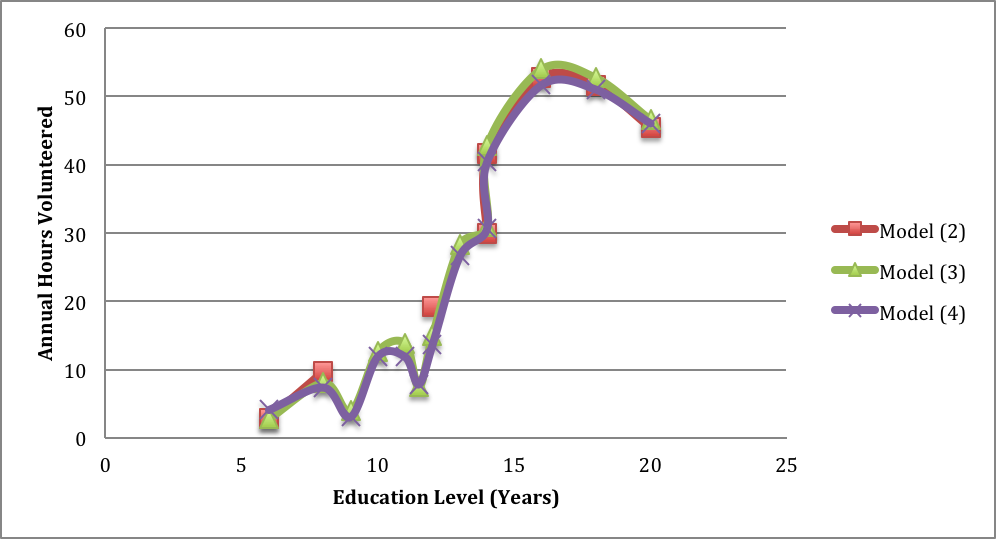 60
50
40
30
20
10
0
0 5 10 15 20 25
Annual Hours Volunteered
Education Level (Years)
Model (2)
Model (3)
Model (4)